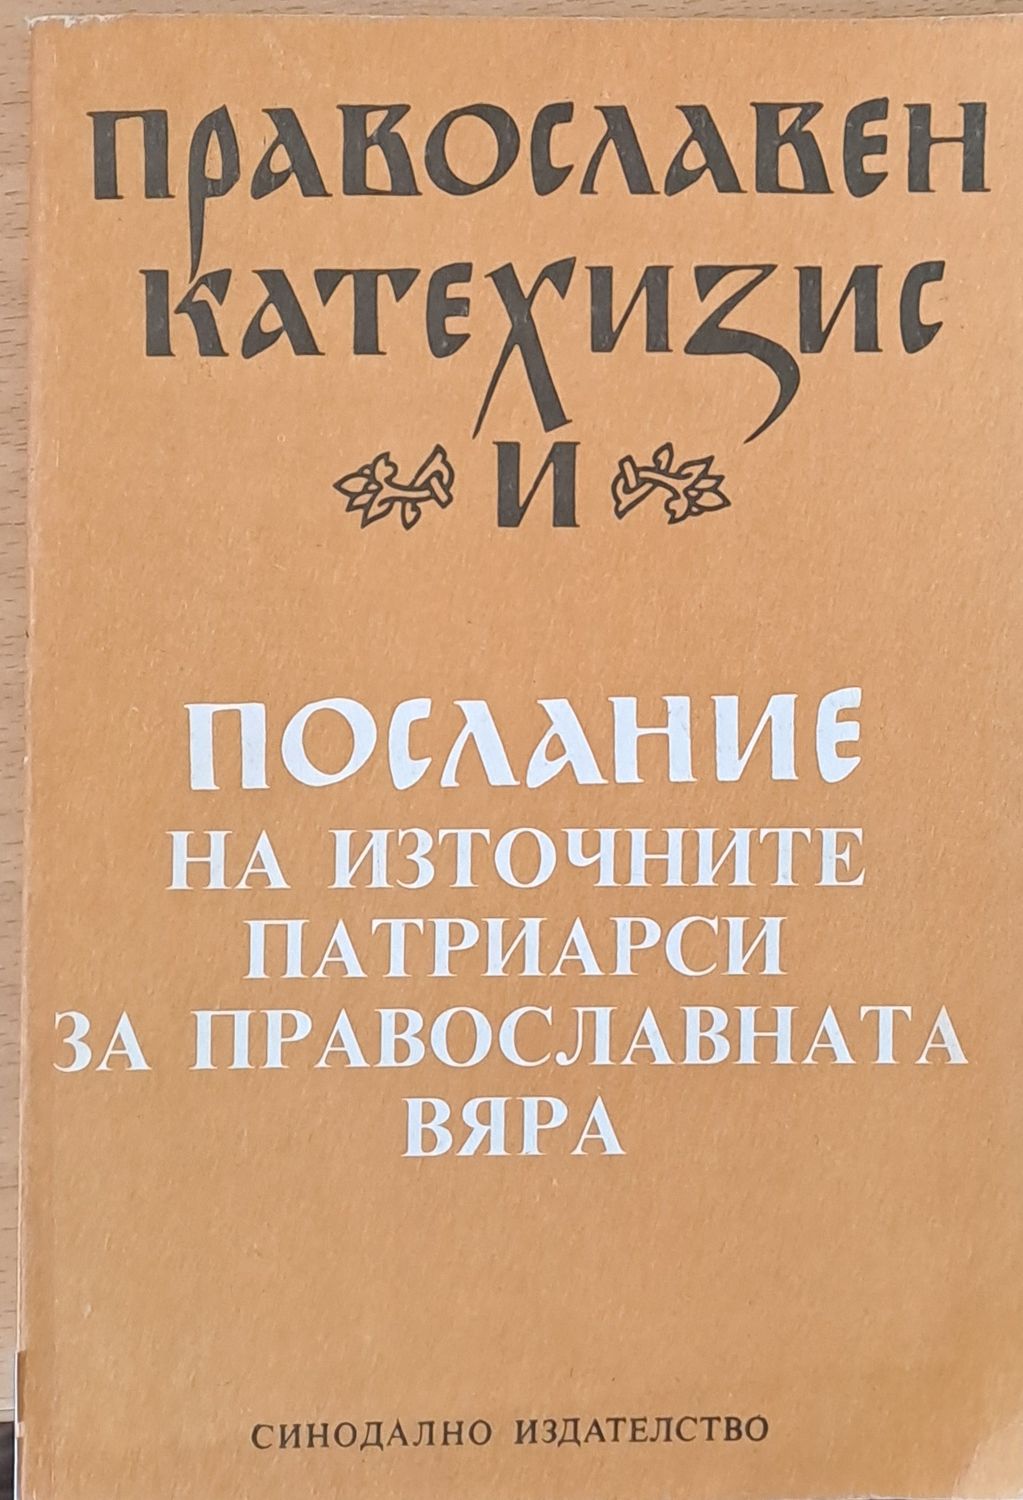 ПРАВОСЛАВЕН
КАТЕХИЗИС
И
ПОСЛАНИЕ
НА ИЗТОЧНИТЕ
ПАТРИАРСИ
ЗА ПРАВОСЛАВНАТА
ВЯРА
СИНОДАЛНО ИЗДАТЕЛСТВО